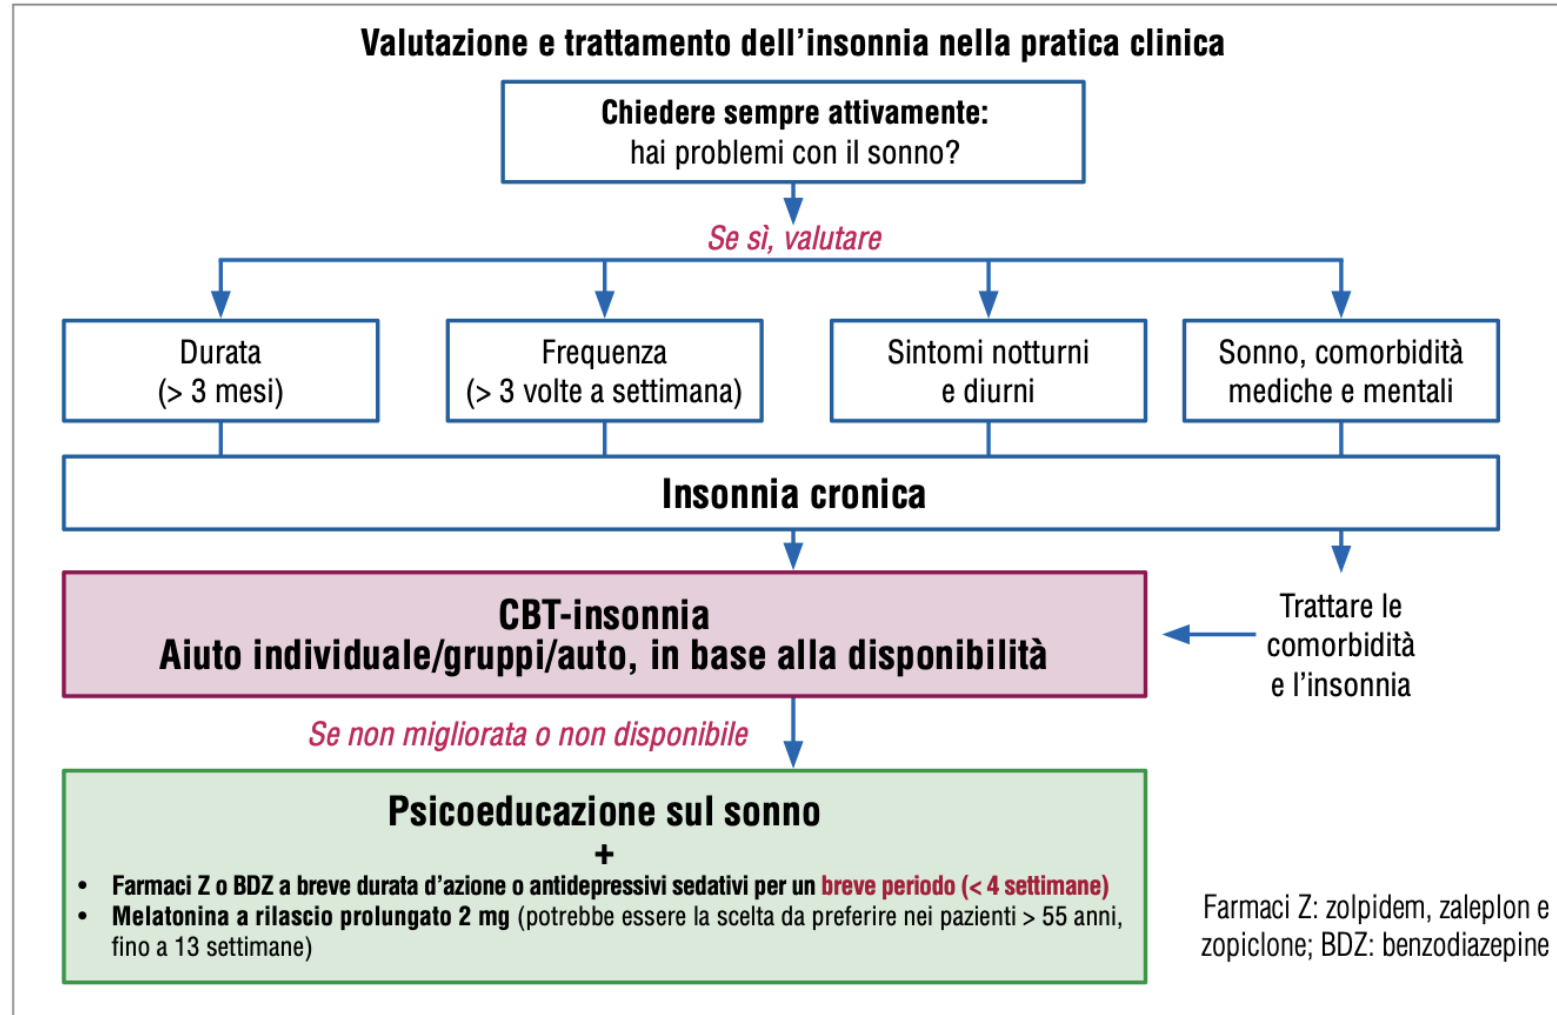 Valutazione e trattamento dell’insonnia nella pratica clinica
Chiedere sempre attivamente:
hai problemi con il sonno?
Se sì, valutare
Durata
(> 3 mesi)
Frequenza
(> 3 volte a settimana)
Sintomi notturni
e diurni
Sonno, comorbidità
mediche e mentali
Insonnia cronica
CBT-insonnia
Aiuto individuale/gruppi/auto, in base alla disponibilità
Trattare le
comorbidità
e l’insonnia
Se non migliorata o non disponibile
Psicoeducazione sul sonno
+
• Farmaci Z o BDZ a breve durata d’azione o antidepressivi sedativi per un breve periodo (< 4 settimane)
• Melatonina a rilascio prolungato 2 mg (potrebbe essere la scelta da preferire nei pazienti > 55 anni,
fino a 13 settimane)
Farmaci Z: zolpidem, zaleplon e
zopiclone; BDZ: benzodiazepine